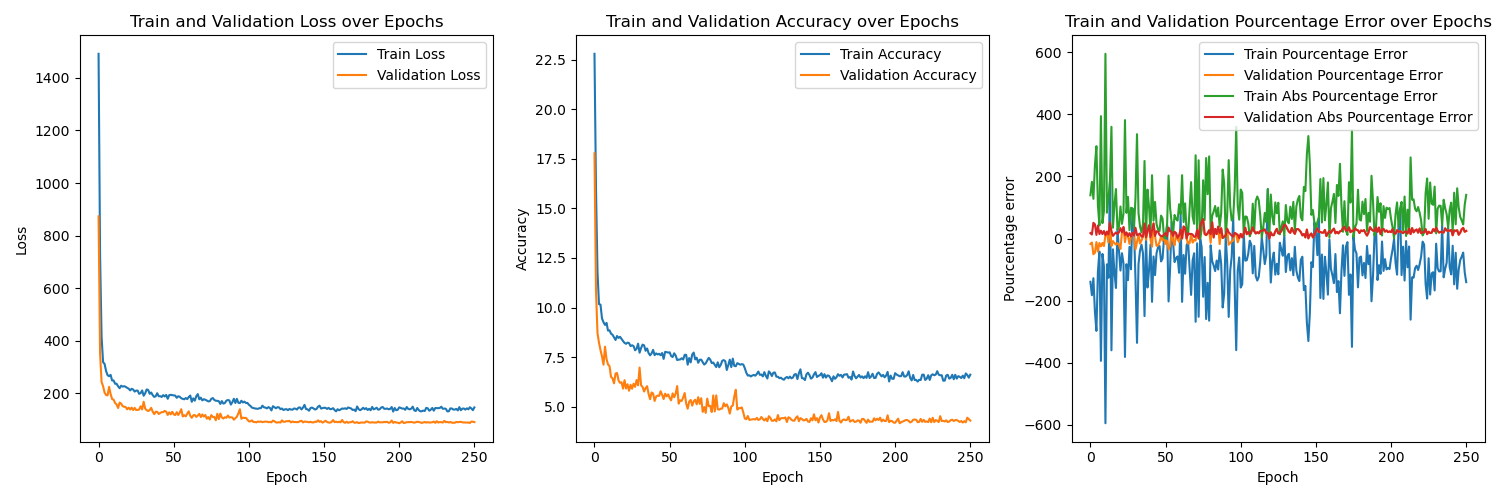 Train and Validation Loss over Epochs
Loss
1400
1200
1000
800
600
400
200
0
50
100
150
200
250
Epoch
Train Loss
Validation Loss
Train and Validation Accuracy over Epochs
Accuracy
22.5
20.0
17.5
15.0
12.5
10.0
7.5
5.0
0
50
100
150
200
250
Epoch
Train Accuracy
Validation Accuracy
Train and Validation Pourcentage Error over Epochs
Pourcentage error
600
400
200
0
−200
−400
−600
0
50
100
150
200
250
Epoch
Train Pourcentage Error
Validation Pourcentage Error
Train Abs Pourcentage Error
Validation Abs Pourcentage Error